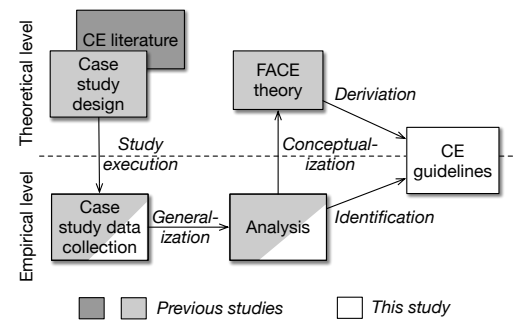 Theoretical level
CE literature
Case
study
design
FACE
theory
Deriviation
Study
execution
Conceptual-
ization
CE
guidelines
Empirical level
Case
study data
collection
General-
ization
Analysis
Identification
Previous studies
This study